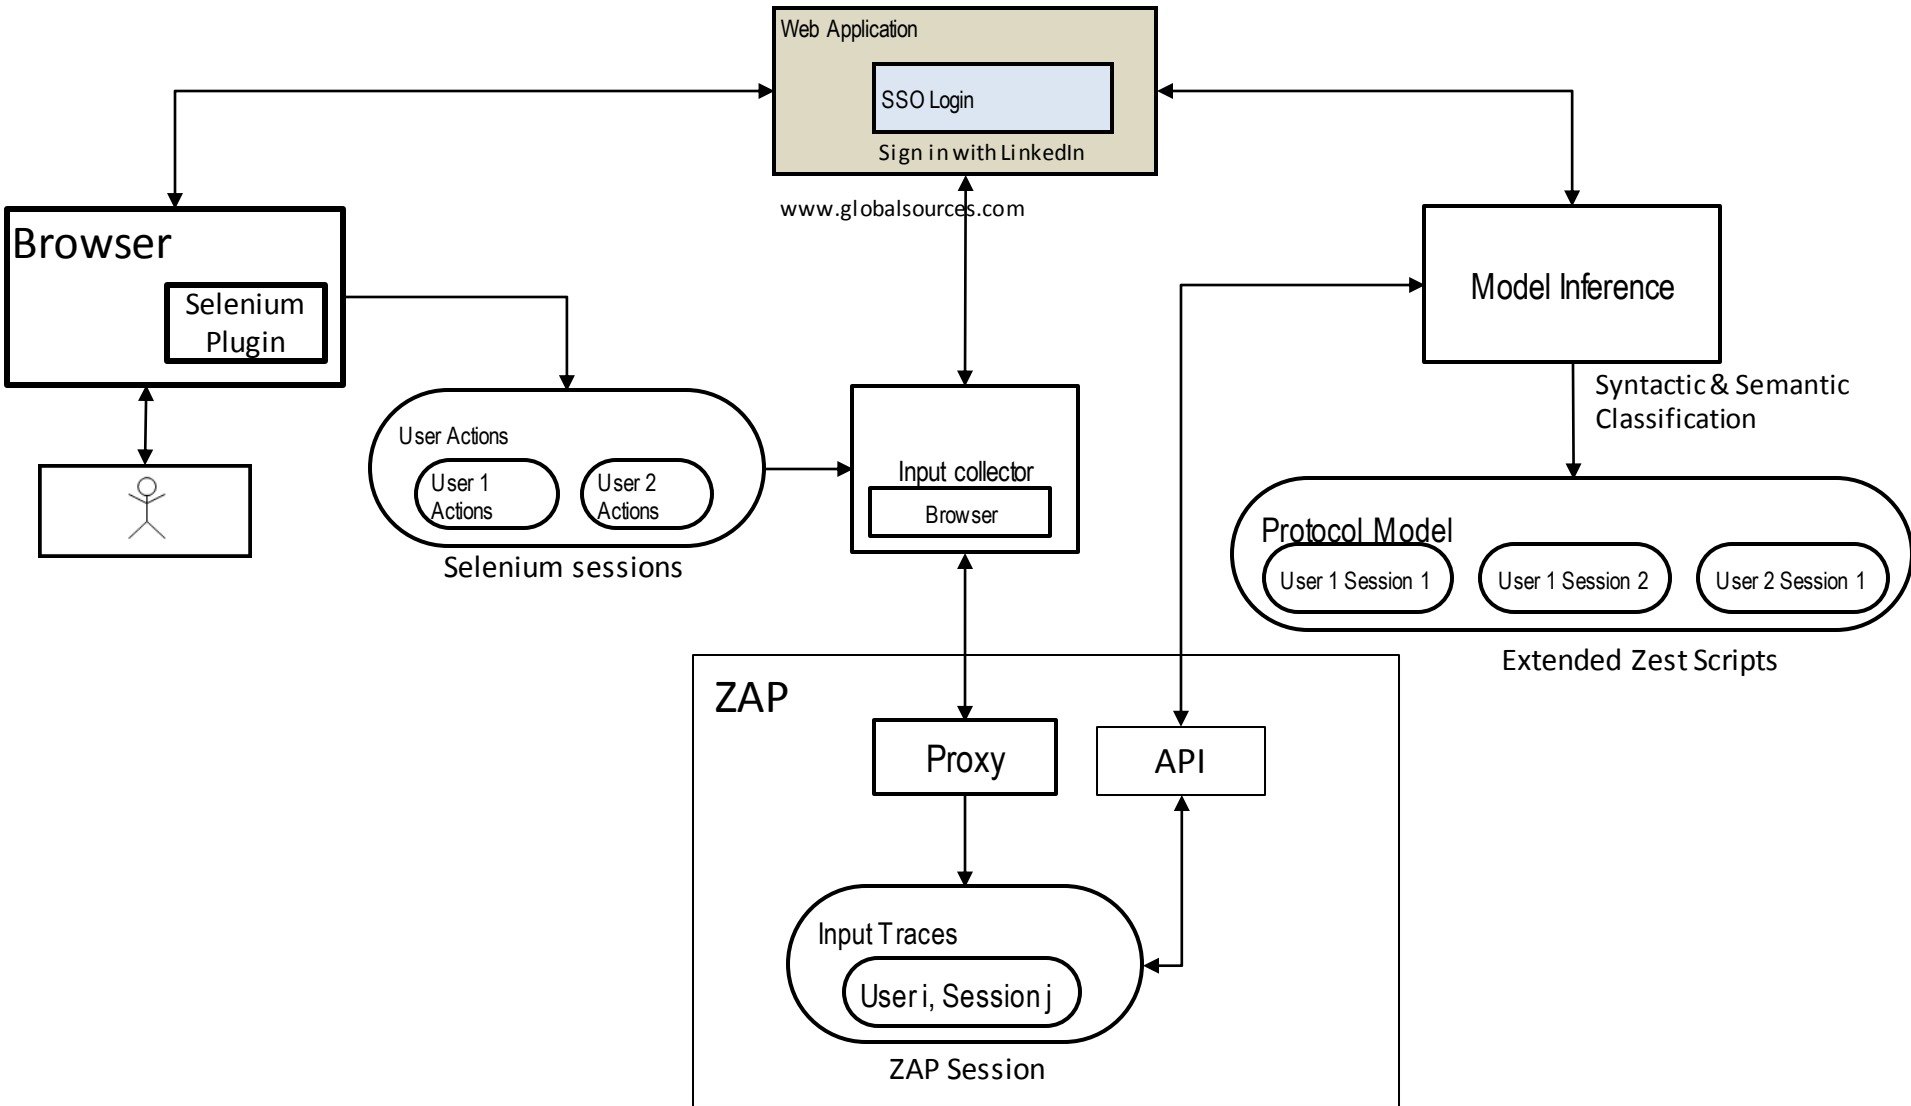 Web Application
SSO Login
Sign in with LinkedIn
www.globalsources.com
Browser
Selenium
Plugin
User Actions
User 1
Actions
User 2
Actions
Selenium sessions
Input collector
Browser
Model Inference
Syntactic & Semantic
Classification
Protocol Model
User 1 Session 1
User 1 Session 2
User 2 Session 1
Extended Zest Scripts
ZAP
Proxy
API
Input Traces
User i, Session j
ZAP Session